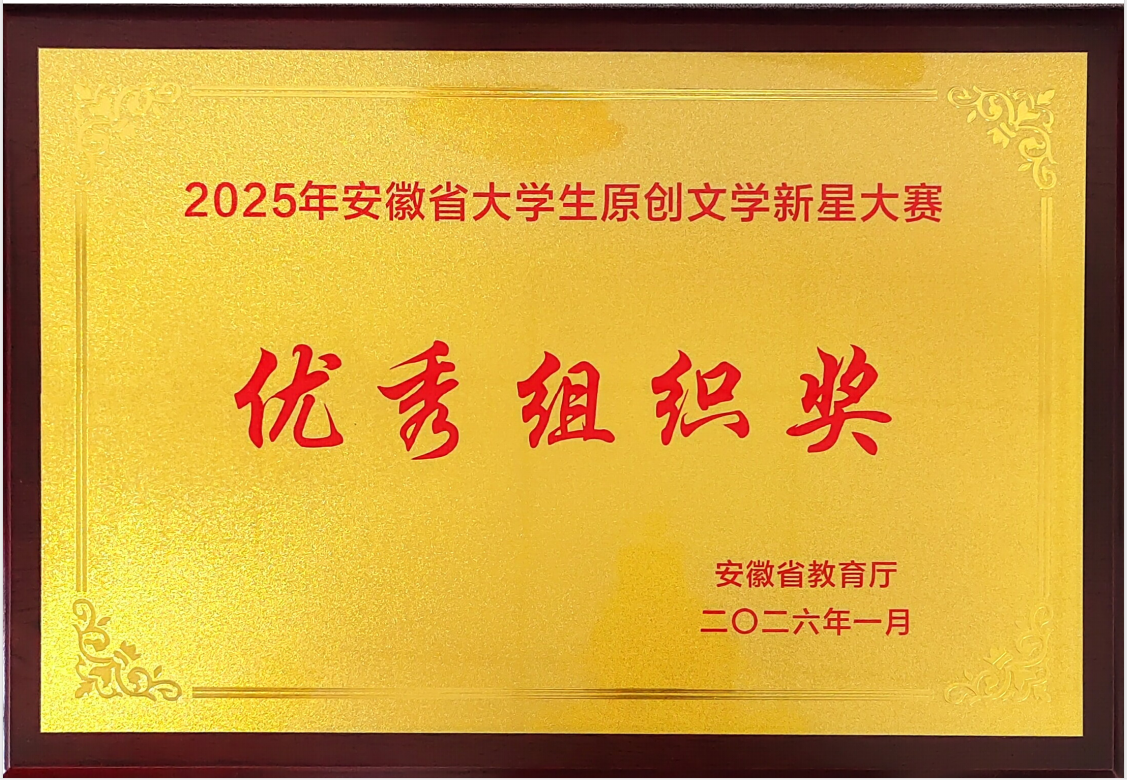 2025年安徽省大学生原创文学新星大赛
优秀组织奖
安徽省教育厅
二〇二六年一月